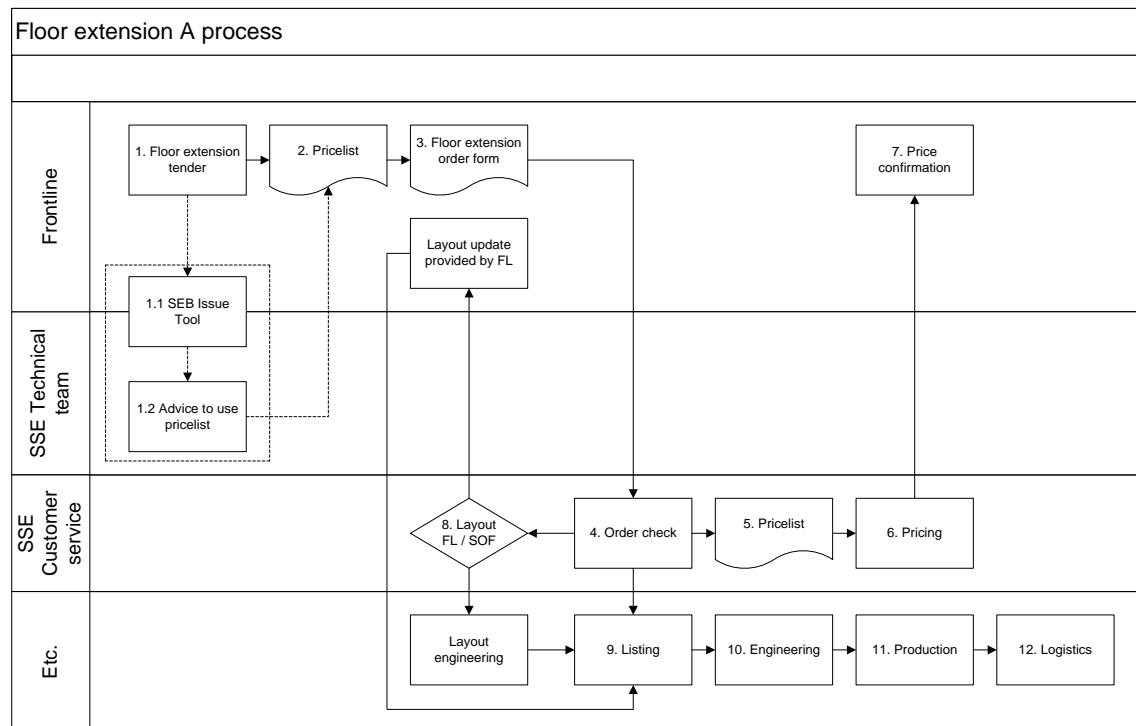 Floor extension A process
Frontline
1. Floor extension
tender
2. Pricelist
3. Floor extension
order form
7. Price
confirmation
Layout update
provided by FL
1.1 SEB Issue
Tool
SSE Technical
team
1.2 Advice to use
pricelist
SSE
Customer
service
8. Layout
FL / SOF
4. Order check
5. Pricelist
6. Pricing
Etc.
Layout
engineering
9. Listing
10. Engineering
11. Production
12. Logistics